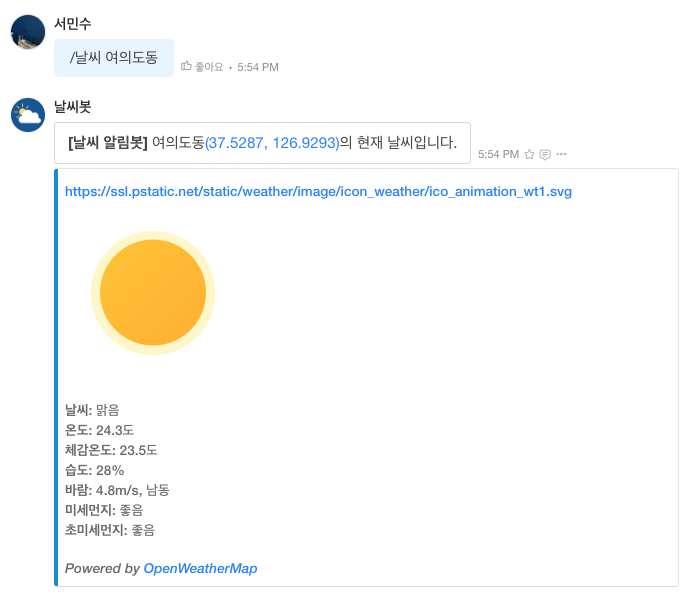 서민수
/날씨 여의도동
좋아요 • 5:54 PM
날씨봇
[날씨 알림봇] 여의도동(37.5287, 126.9293)의 현재 날씨입니다.
5:54 PM
https://ssl.pstatic.net/static/weather/image/icon_weather/ico_animation_wt1.svg
날씨: 맑음
온도: 24.3도
체감온도: 23.5도
습도: 28%
바람: 4.8m/s, 남동
미세먼지: 좋음
초미세먼지: 좋음
Powered by OpenWeatherMap